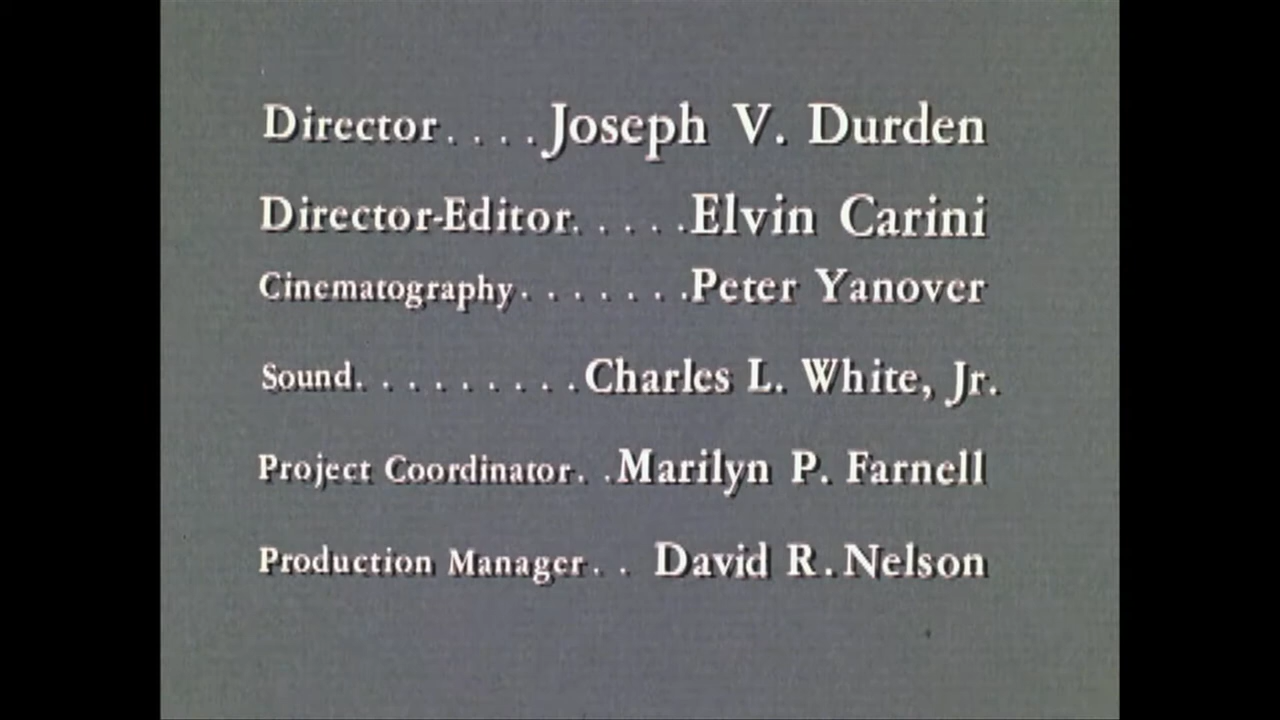 Director. . . . Joseph V. Durden
Director-Editor. . . . . Elvin Carini
Cinematography. . . . . . . Peter Yanover
Sound. . . . . . . . . Charles L. White, Jr.
Project Coordinator. . . Marilyn P. Farnell
Production Manager. . . David R. Nelson